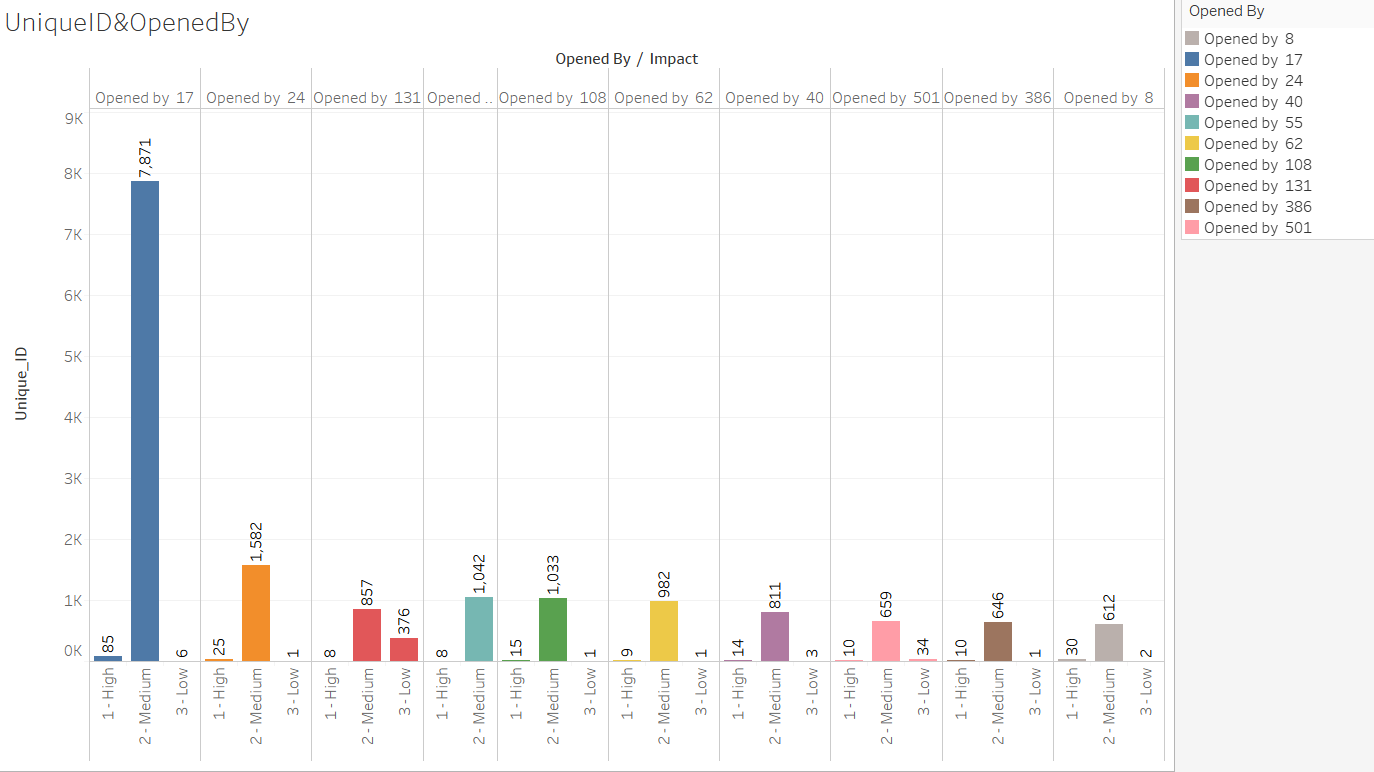 UniqueID&OpenedBy
Opened By / Impact
Opened by 17 Opened by 24 Opened by 131 Opened .. Opened by 108 Opened by 62 Opened by 40 Opened by 501 Opened by 386 Opened by 8
9K
8K
7K
6K
5K
4K
3K
2K
1K
0K
Unique_ID
85 7,871 6 25 1,582 1 8 857 376 8 1,042 15 1,033 1 9 982 1 14 811 3 10 659 34 10 646 1 30 612 2
1 - High 2 - Medium 3 - Low 1 - High 2 - Medium 3 - Low 1 - High 2 - Medium 3 - Low 1 - High 2 - Medium 1 - High 2 - Medium 3 - Low 1 - High 2 - Medium 3 - Low 1 - High 2 - Medium 3 - Low 1 - High 2 - Medium 3 - Low 1 - High 2 - Medium 3 - Low 1 - High 2 - Medium 3 - Low
Opened By
Opened by 8
Opened by 17
Opened by 24
Opened by 40
Opened by 55
Opened by 62
Opened by 108
Opened by 131
Opened by 386
Opened by 501